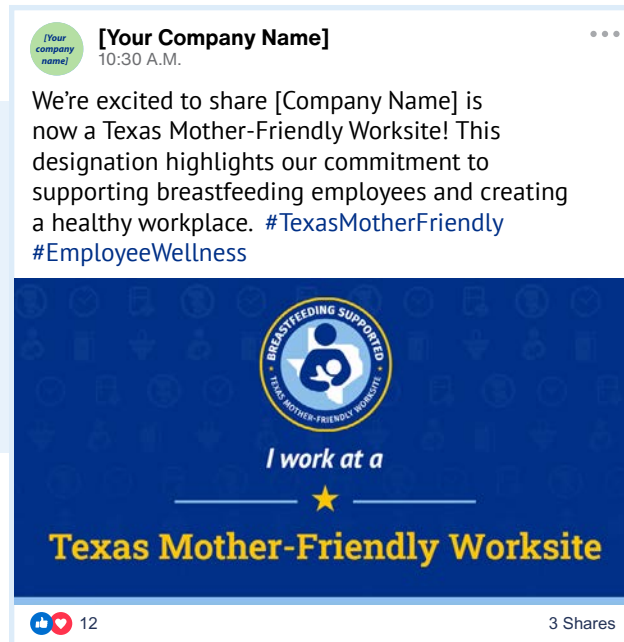 [Your
company
name]
[Your Company Name]
10:30 A.M.
We’re excited to share [Company Name] is
now a Texas Mother-Friendly Worksite! This
designation highlights our commitment to
supporting breastfeeding employees and creating
a healthy workplace.  #TexasMotherFriendly
#EmployeeWellness
BREASTFEEDING SUPPORTED
TEXAS MOTHER-FRIENDLY WORKSITE
I work at a
Texas Mother-Friendly Worksite
12
3 Shares